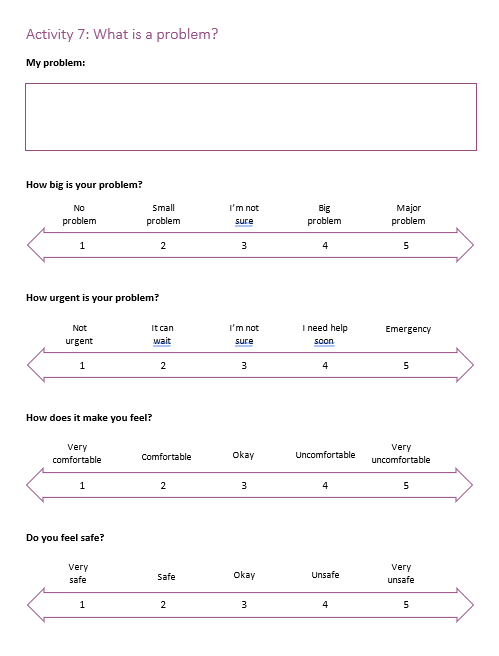 Activity 7: What is a problem?
My problem:
How big is your problem?
No problem
Small problem
I'm not sure
Big problem
Major problem
1 2 3 4 5
How urgent is your problem?
Not urgent
It can wait
I'm not sure
I need help soon
Emergency
1 2 3 4 5
How does it make you feel?
Very comfortable
Comfortable
Okay
Uncomfortable
Very uncomfortable
1 2 3 4 5
Do you feel safe?
Very safe
Safe
Okay
Unsafe
Very unsafe
1 2 3 4 5